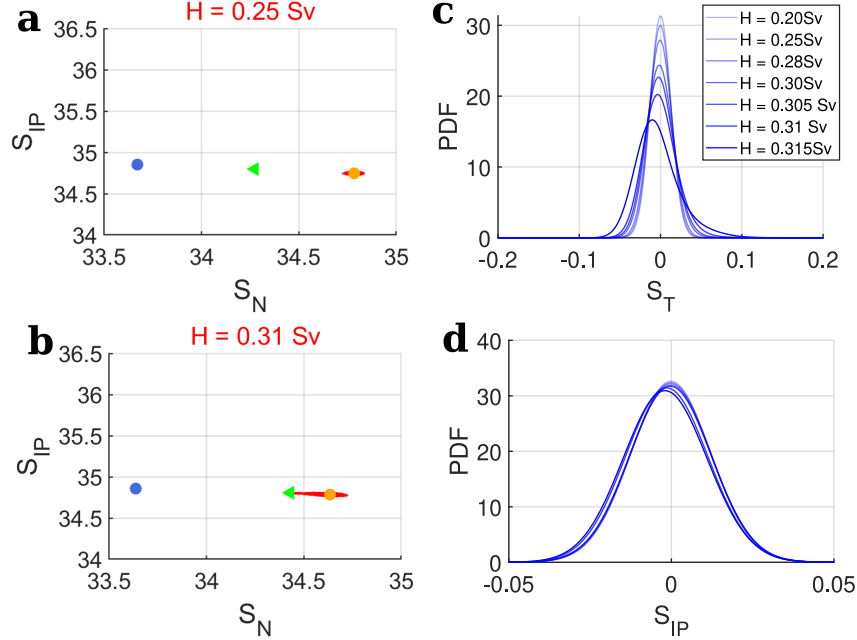 a
H = 0.25 Sv
36.5
36
35.5
35
34.5
34
S_IP
33.5
34
34.5
35
S_N
b
H = 0.31 Sv
36.5
36
35.5
35
34.5
34
S_IP
33.5
34
34.5
35
S_N
c
30
20
10
0
PDF
H = 0.20Sv
H = 0.25Sv
H = 0.28Sv
H = 0.30Sv
H = 0.305 Sv
H = 0.31 Sv
H = 0.315Sv
-0.2
-0.1
0
0.1
0.2
S_T
d
40
30
20
10
0
PDF
-0.05
0
0.05
S_IP